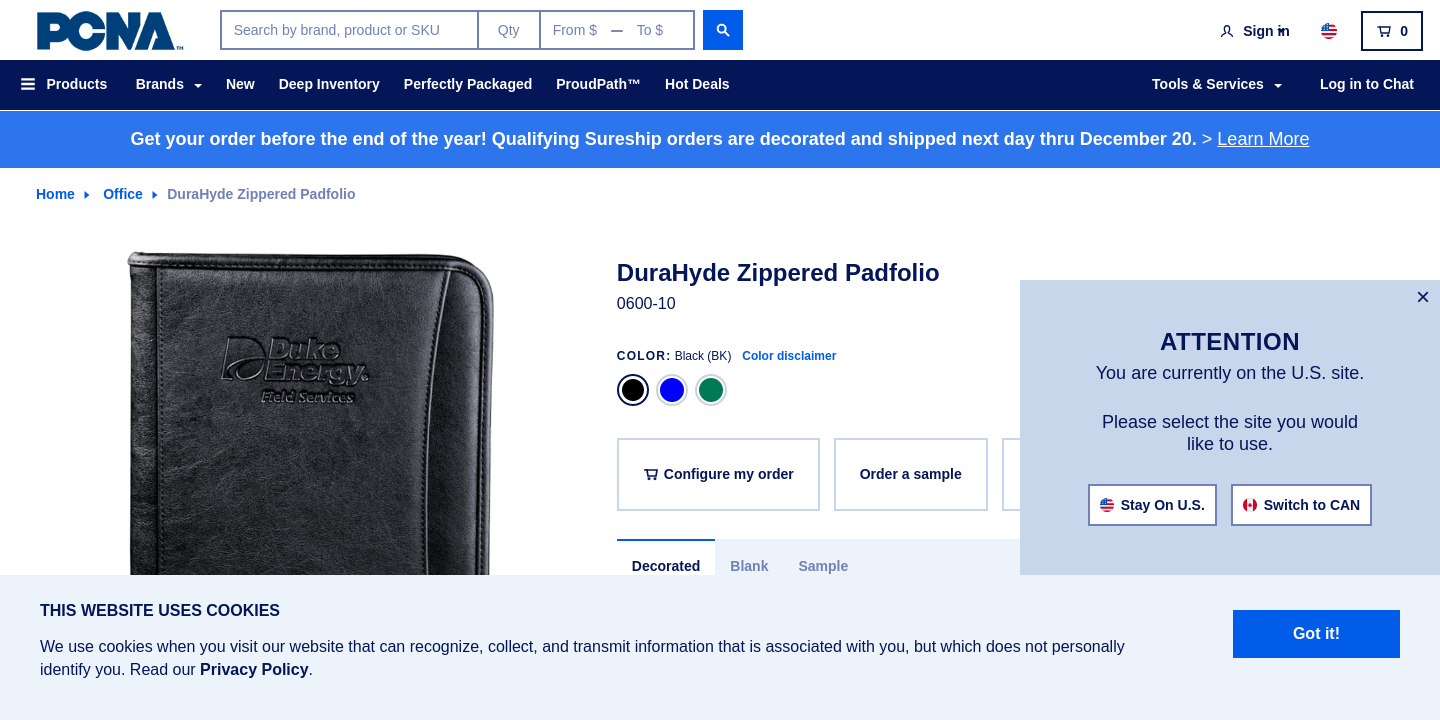 PCNA™
Search by brand, product or SKU
Qty
From $ — To $
Sign in
0
Products
Brands
New
Deep Inventory
Perfectly Packaged
ProudPath™
Hot Deals
Tools & Services
Log in to Chat
Get your order before the end of the year! Qualifying Sureship orders are decorated and shipped next day thru December 20. > Learn More
Home
Office
DuraHyde Zippered Padfolio
Duke
Energy®
Field Services
DuraHyde Zippered Padfolio
0600-10
COLOR: Black (BK) Color disclaimer
Configure my order
Order a sample
Decorated
Blank
Sample
×
ATTENTION
You are currently on the U.S. site.
Please select the site you would
like to use.
Stay On U.S.
Switch to CAN
THIS WEBSITE USES COOKIES
We use cookies when you visit our website that can recognize, collect, and transmit information that is associated with you, but which does not personally
identify you. Read our Privacy Policy.
Got it!